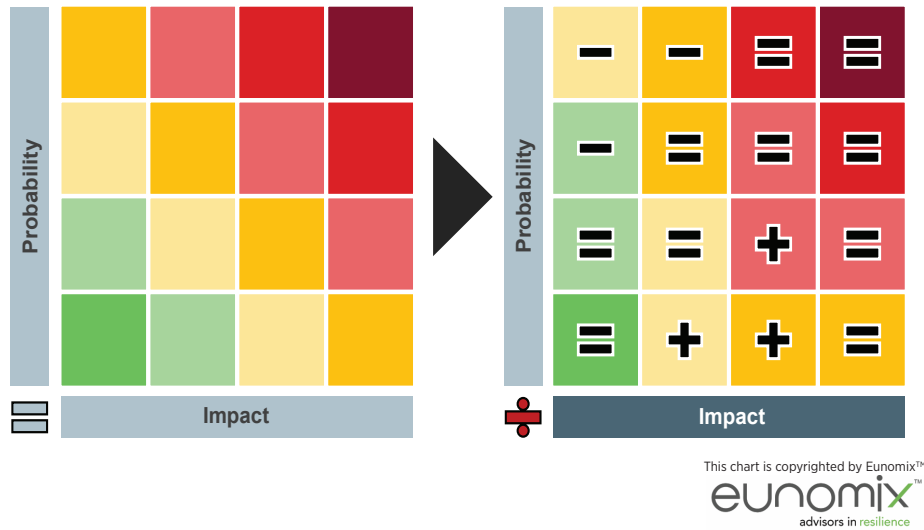 Probability
Impact
Probability
- - = =
- = = =
= = + =
= + + =
Impact
This chart is copyrighted by Eunomix™
eunomix™
advisors in resilience